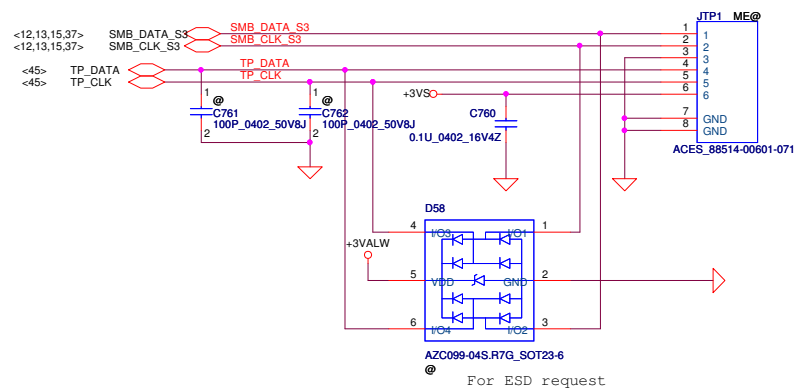 JTP1 ME@
<12,13,15,37> SMB_DATA_S3 SMB_DATA_S3 1 1
<12,13,15,37> SMB_CLK_S3 SMB_CLK_S3 2 2
3 3
<45> TP_DATA TP_DATA 4 4
<45> TP_CLK TP_CLK 5 5
+3VS 6 6
1 @ 1 @
C761 C762 C760
100P_0402_50V8J 100P_0402_50V8J
2 2
0.1U_0402_16V4Z
7 GND
8 GND
ACES_88514-00601-071
D58
4 I/O3 I/O1 1
+3VALW
5 VDD GND 2
6 I/O4 I/O2 3
AZC099-04S.R7G_SOT23-6
@
For ESD request